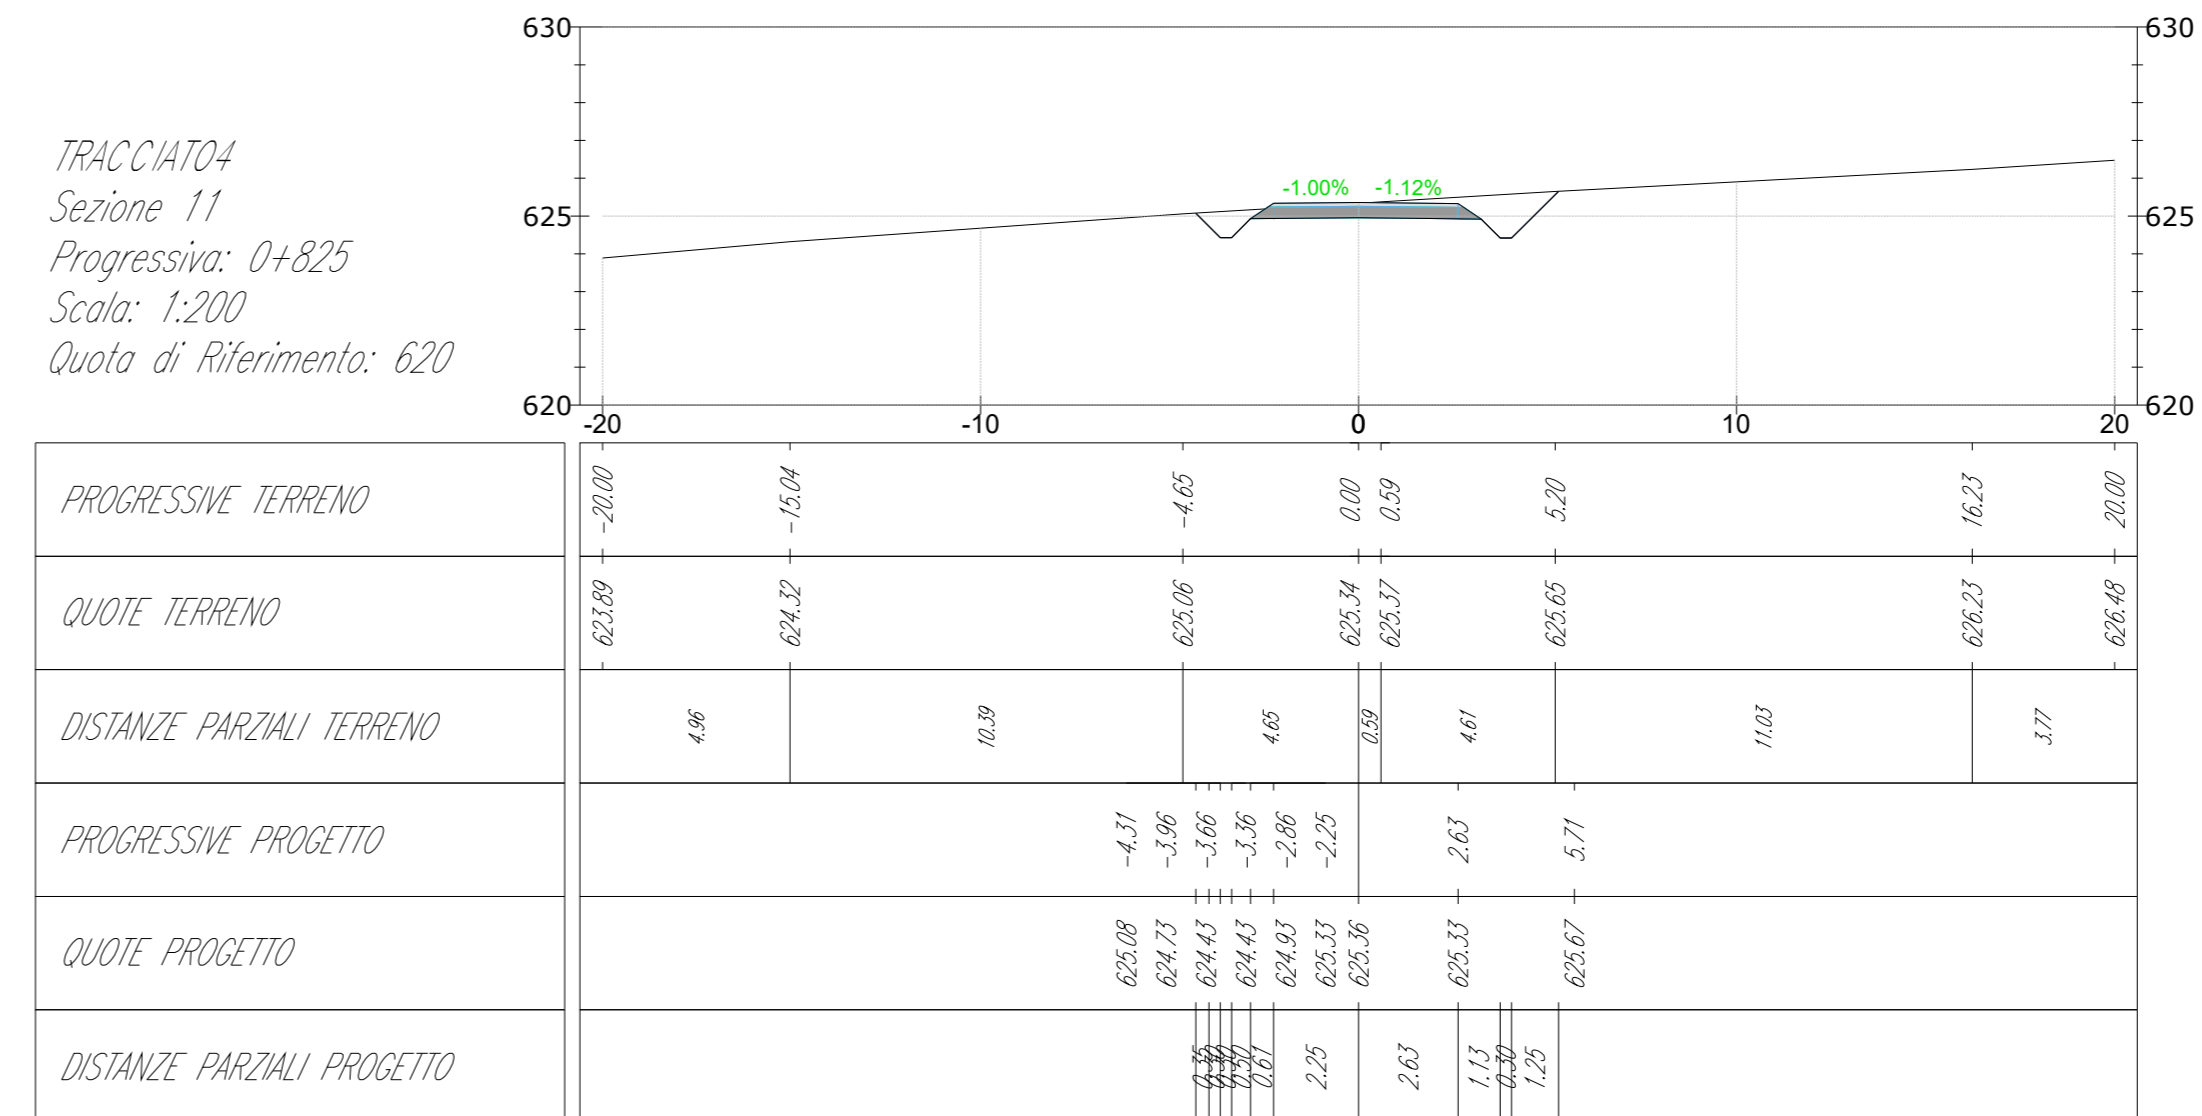 630
630
TRACCIATO4
Sezione 11
Progressiva: 0+825
Scala: 1:200
Quota di Riferimento: 620
-1.00% -1.12%
625
625
620
620
-20 -10 0 10 20
PROGRESSIVE TERRENO -20.00 -15.04 -4.65 0.00 0.59 5.20 16.23 20.00
QUOTE TERRENO 623.89 624.32 625.06 625.34 625.37 625.65 626.23 626.48
DISTANZE PARZIALI TERRENO 4.96 10.39 4.65 0.59 4.61 11.03 3.77
PROGRESSIVE PROGETTO -4.31 -3.96 -3.66 -3.36 -2.86 -2.25 2.63 5.71
QUOTE PROGETTO 625.08 624.73 624.43 624.43 624.93 625.33 625.36 625.33 625.67
DISTANZE PARZIALI PROGETTO 0.35 0.50 0.61 2.25 2.63 1.13 0.30 1.25